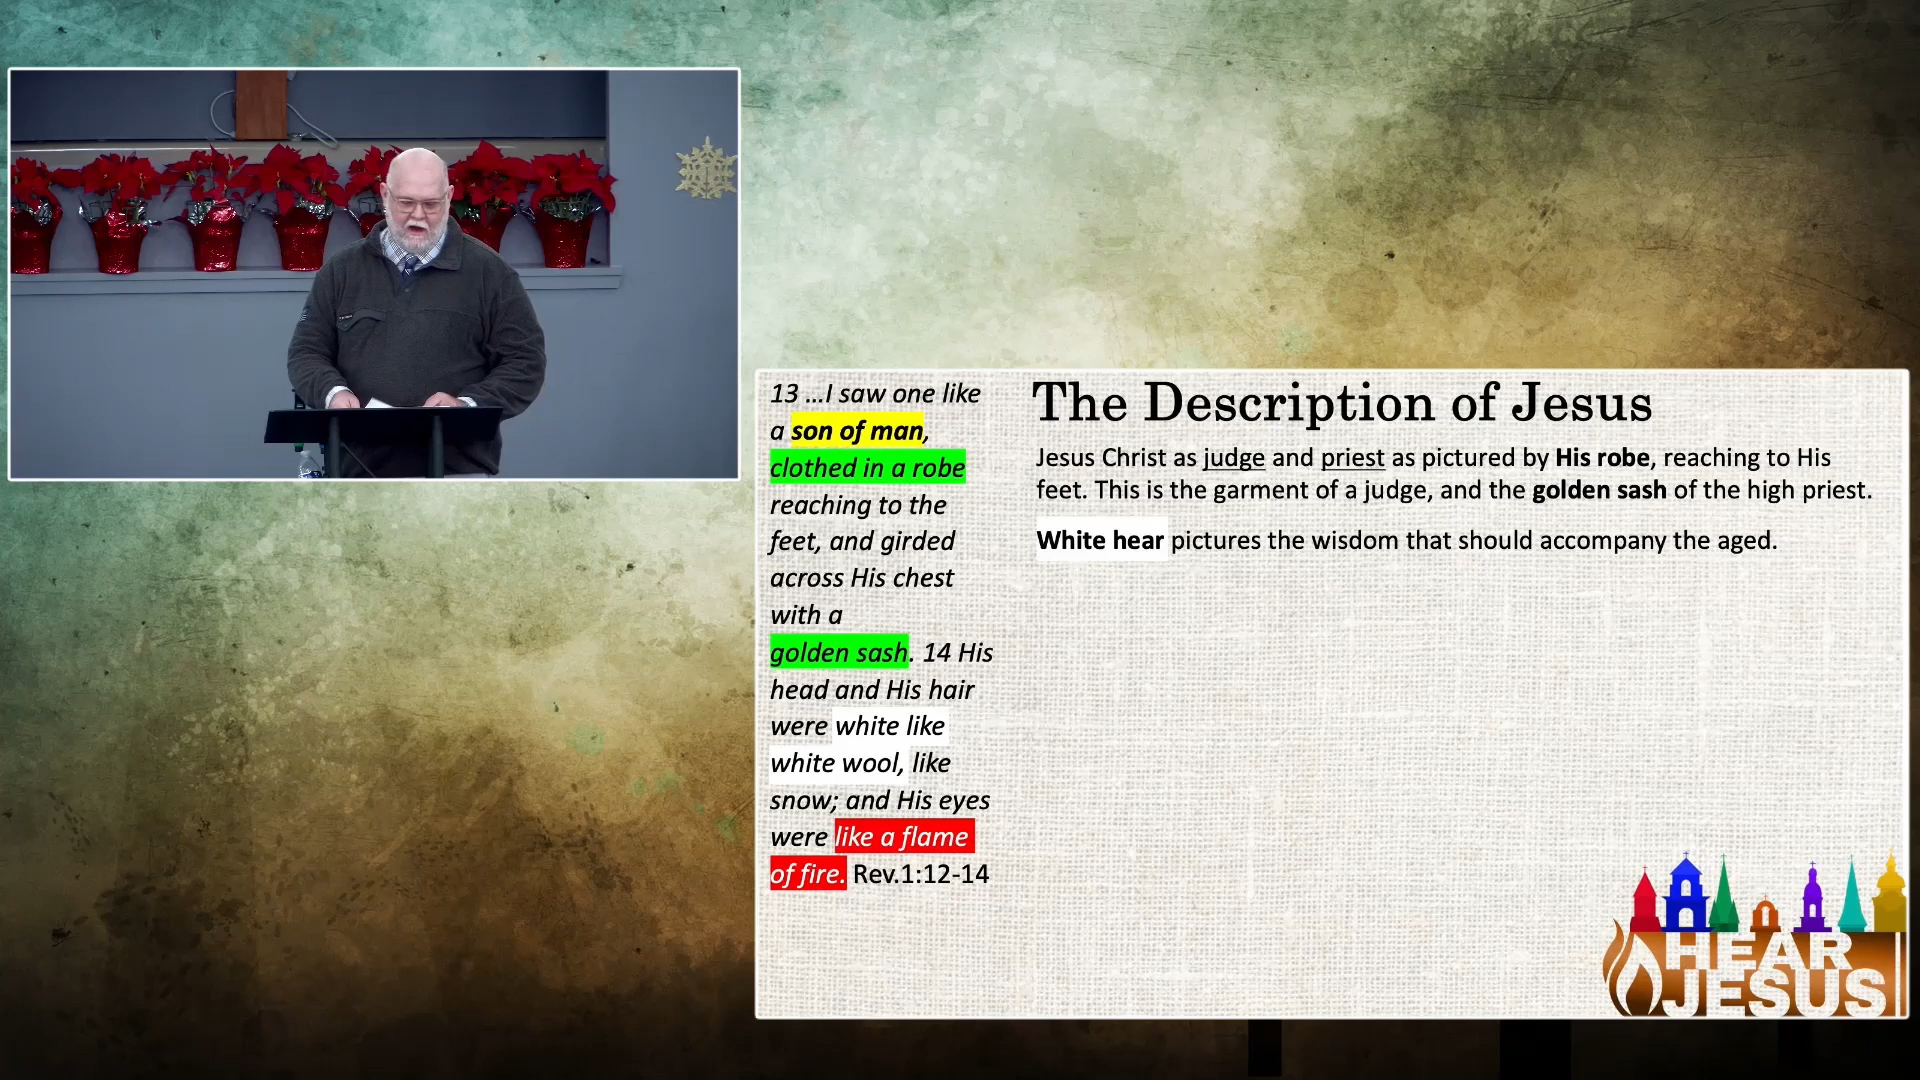 13 …I saw one like
a son of man,
clothed in a robe
reaching to the
feet, and girded
across His chest
with a
golden sash. 14 His
head and His hair
were white like
white wool, like
snow; and His eyes
were like a flame
of fire. Rev.1:12-14
The Description of Jesus
Jesus Christ as judge and priest as pictured by His robe, reaching to His
feet. This is the garment of a judge, and the golden sash of the high priest.
White hear pictures the wisdom that should accompany the aged.
HEAR
JESUS